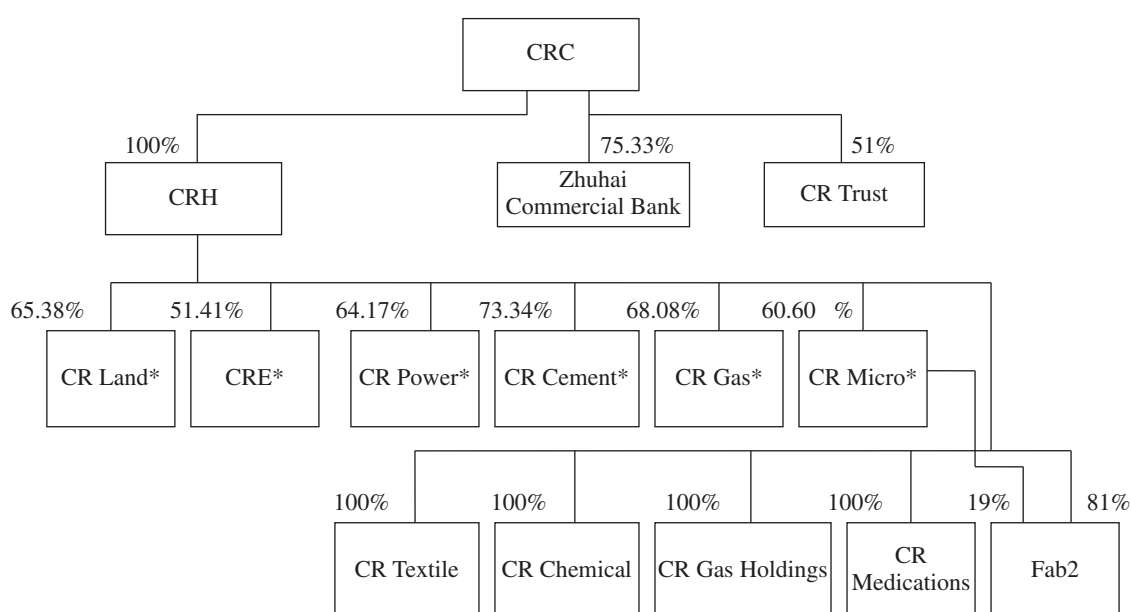 CRC
100%
75.33%
51%
CRH
Zhuhai
Commercial Bank
CR Trust
65.38%
51.41%
64.17%
73.34%
68.08%
60.60 %
CR Land*
CRE*
CR Power*
CR Cement*
CR Gas*
CR Micro*
100%
100%
100%
100%
19%
81%
CR Textile
CR Chemical
CR Gas Holdings
CR
Medications
Fab2